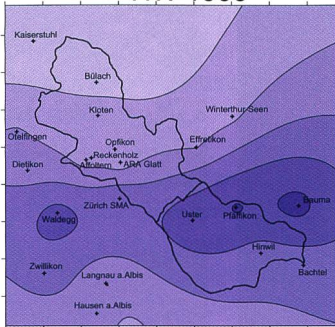 Kaiserstuhl
Bülach
Kloten
Winterthur Seen
Otelfingen
Opfikon
Effretikon
Reckenholz
Dietikon
Affoltern
ARA Glatt
Zürich SMA
Bauma
Waldegg
Uster
Pfäffikon
Hinwil
Zwillikon
Langnau a.Albis
Bachtel
Hausen a.Albis